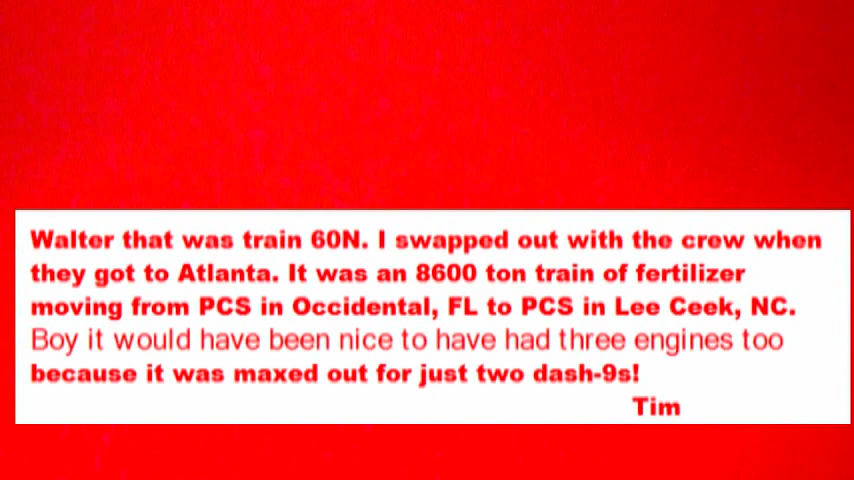 Walter that was train 60N. I swapped out with the crew when
they got to Atlanta. It was an 8600 ton train of fertilizer
moving from PCS in Occidental, FL to PCS in Lee Ceek, NC.
Boy it would have been nice to have had three engines too
because it was maxed out for just two dash-9s!
Tim